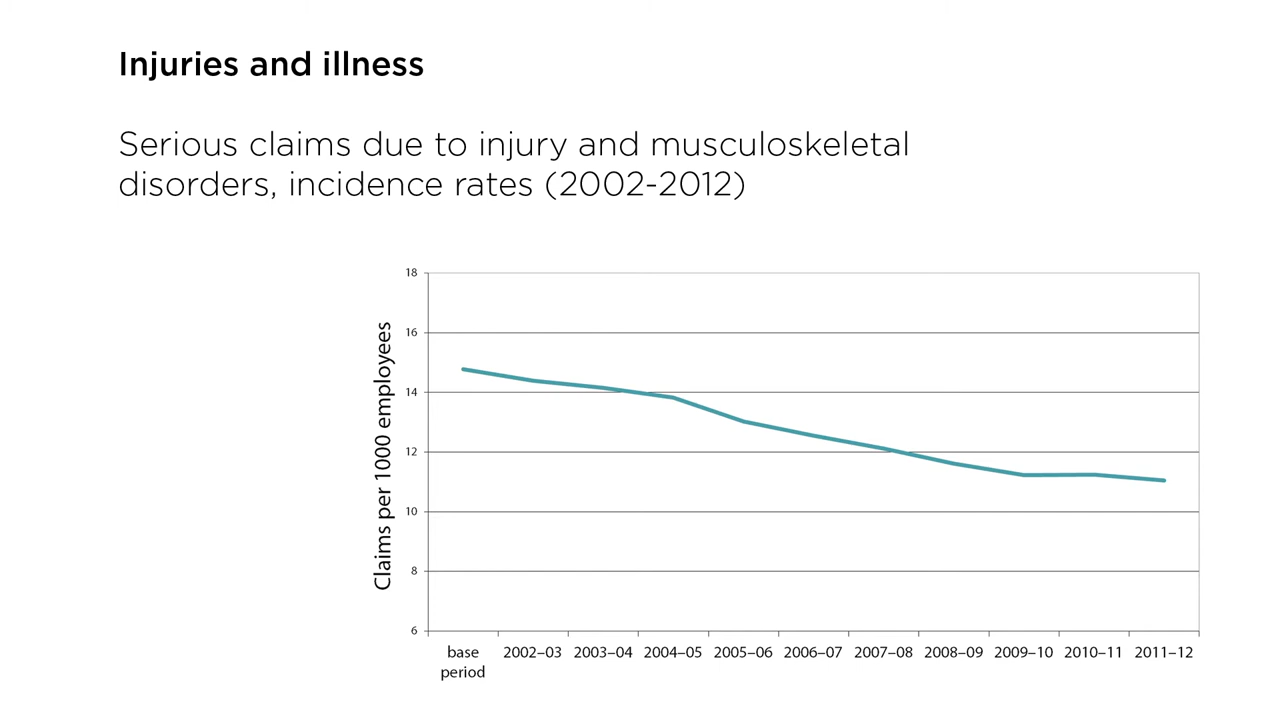 Injuries and illness
Serious claims due to injury and musculoskeletal
disorders, incidence rates (2002-2012)
Claims per 1000 employees
18
16
14
12
10
8
6
base
period
2002–03
2003–04
2004–05
2005–06
2006–07
2007–08
2008–09
2009–10
2010–11
2011–12